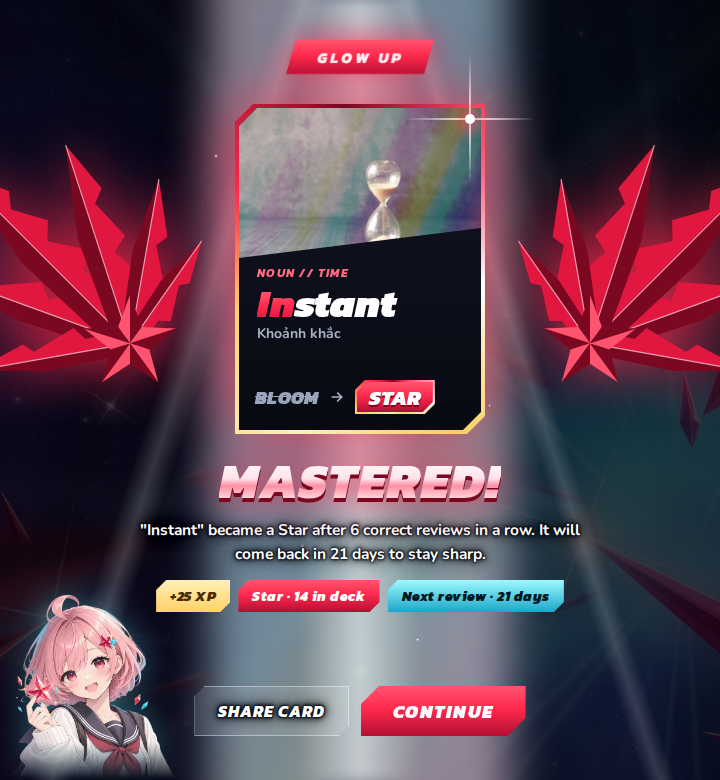 GLOW UP
NOUN // TIME
Instant
Khoảnh khắc
BLOOM → STAR
MASTERED!
"Instant" became a Star after 6 correct reviews in a row. It will
come back in 21 days to stay sharp.
+25 XP
Star · 14 in deck
Next review · 21 days
SHARE CARD
CONTINUE